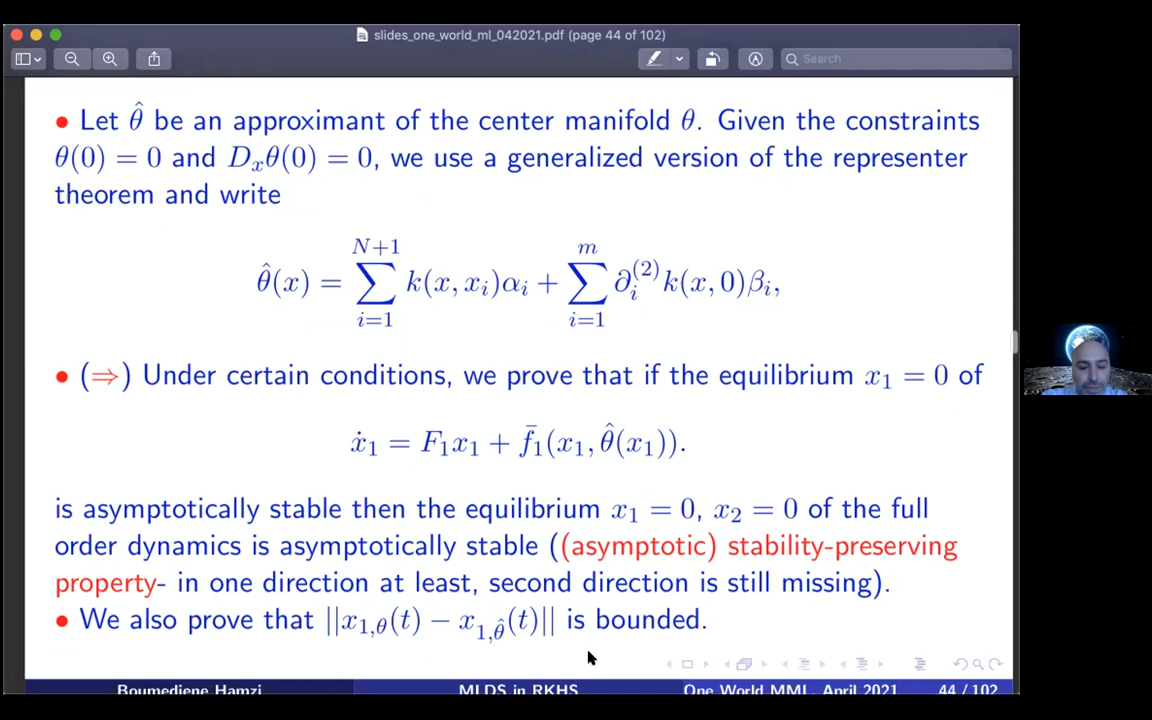 slides_one_world_ml_042021.pdf (page 44 of 102)
Search
• Let θ̂ be an approximant of the center manifold θ. Given the constraints
θ(0) = 0 and D_xθ(0) = 0, we use a generalized version of the representer
theorem and write
θ̂(x) = ∑_{i=1}^{N+1} k(x, x_i)α_i + ∑_{i=1}^{m} ∂_i^{(2)} k(x, 0)β_i,
• (⇒) Under certain conditions, we prove that if the equilibrium x_1 = 0 of
ẋ_1 = F_1x_1 + f̄_1(x_1, θ̂(x_1)).
is asymptotically stable then the equilibrium x_1 = 0, x_2 = 0 of the full
order dynamics is asymptotically stable ((asymptotic) stability-preserving
property- in one direction at least, second direction is still missing).
• We also prove that ||x_{1,θ}(t) − x_{1,θ̂}(t)|| is bounded.
Boumediene Hamzi MLDS in RKHS One World MML, April 2021 44 / 102